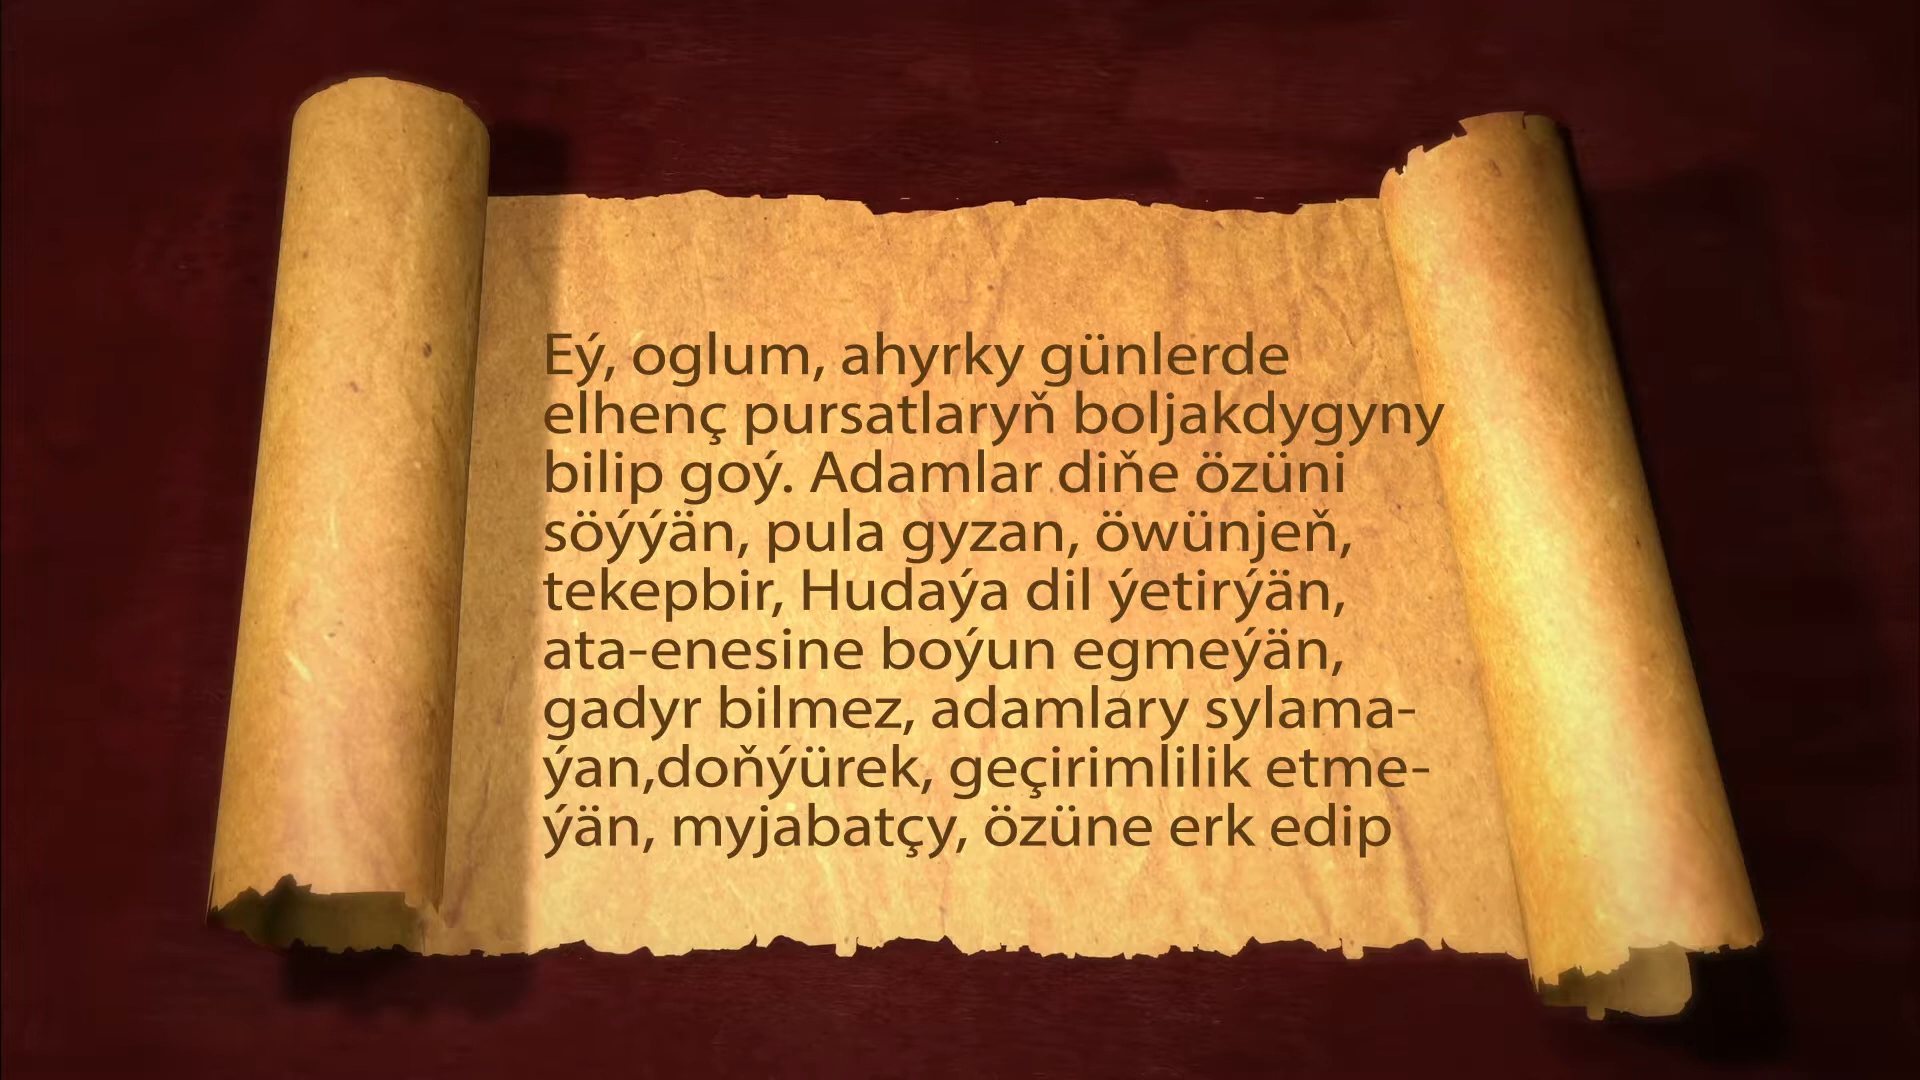 Eý, oglum, ahyrky günlerde
elhenç pursatlaryň boljakdygyny
bilip goý. Adamlar diňe özüni
söýýän, pula gyzan, öwünjeň,
tekepbir, Hudaýa dil ýetirýän,
ata-enesine boýun egmeýän,
gadyr bilmez, adamlary sylama-
ýan,doňýürek, geçirimlilik etme-
ýän, myjabatçy, özüne erk edip